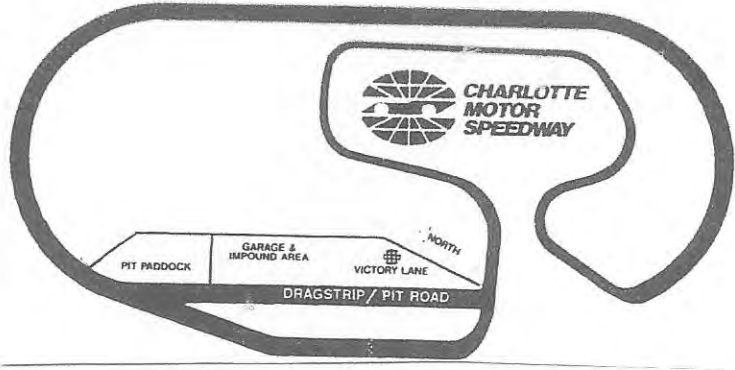 CHARLOTTE
MOTOR
SPEEDWAY
NORTH
PIT PADDOCK
GARAGE &
IMPOUND AREA
VICTORY LANE
DRAGSTRIP / PIT ROAD